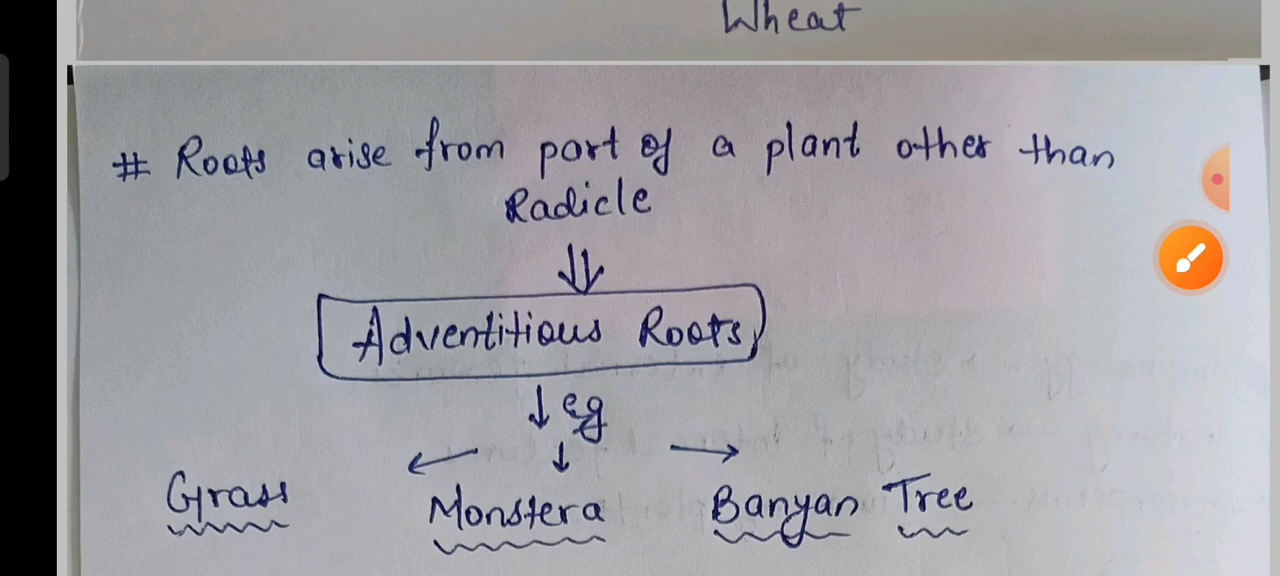 Wheat
# Roots arise from part of a plant other than
Radicle
Adventitious Roots
eg
Grass Monstera Banyan Tree